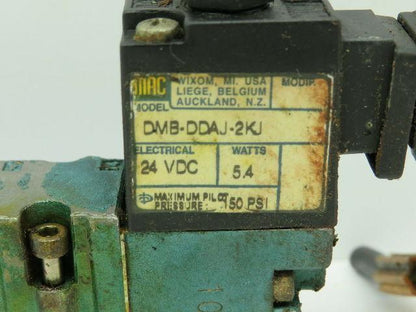 MAC WIXOM, MI. USA MODIF
LIEGE, BELGIUM
MODEL AUCKLAND, N.Z.
DMB-DDAJ-2KJ
ELECTRICAL WATTS
24 VDC 5.4
MAXIMUM PILOT
PRESSURE 150 PSI